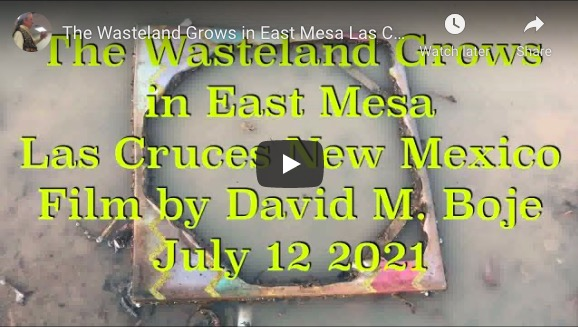 The Wasteland Grows in East Mesa Las C...
Watch later
Share
The Wasteland Grows
in East Mesa
Las Cruces New Mexico
Film by David M. Boje
July 12 2021